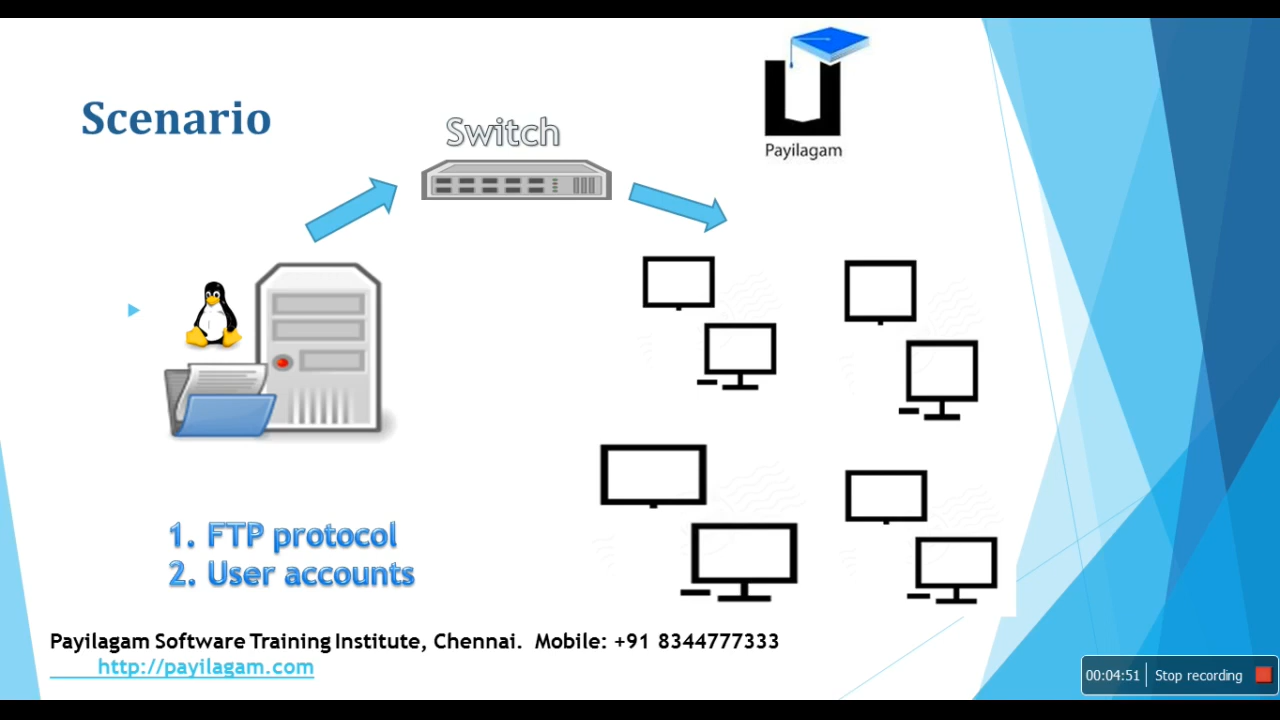 Scenario
Switch
Payilagam
1. FTP protocol
2. User accounts
Payilagam Software Training Institute, Chennai. Mobile: +91 8344777333
http://payilagam.com
00:04:51 Stop recording